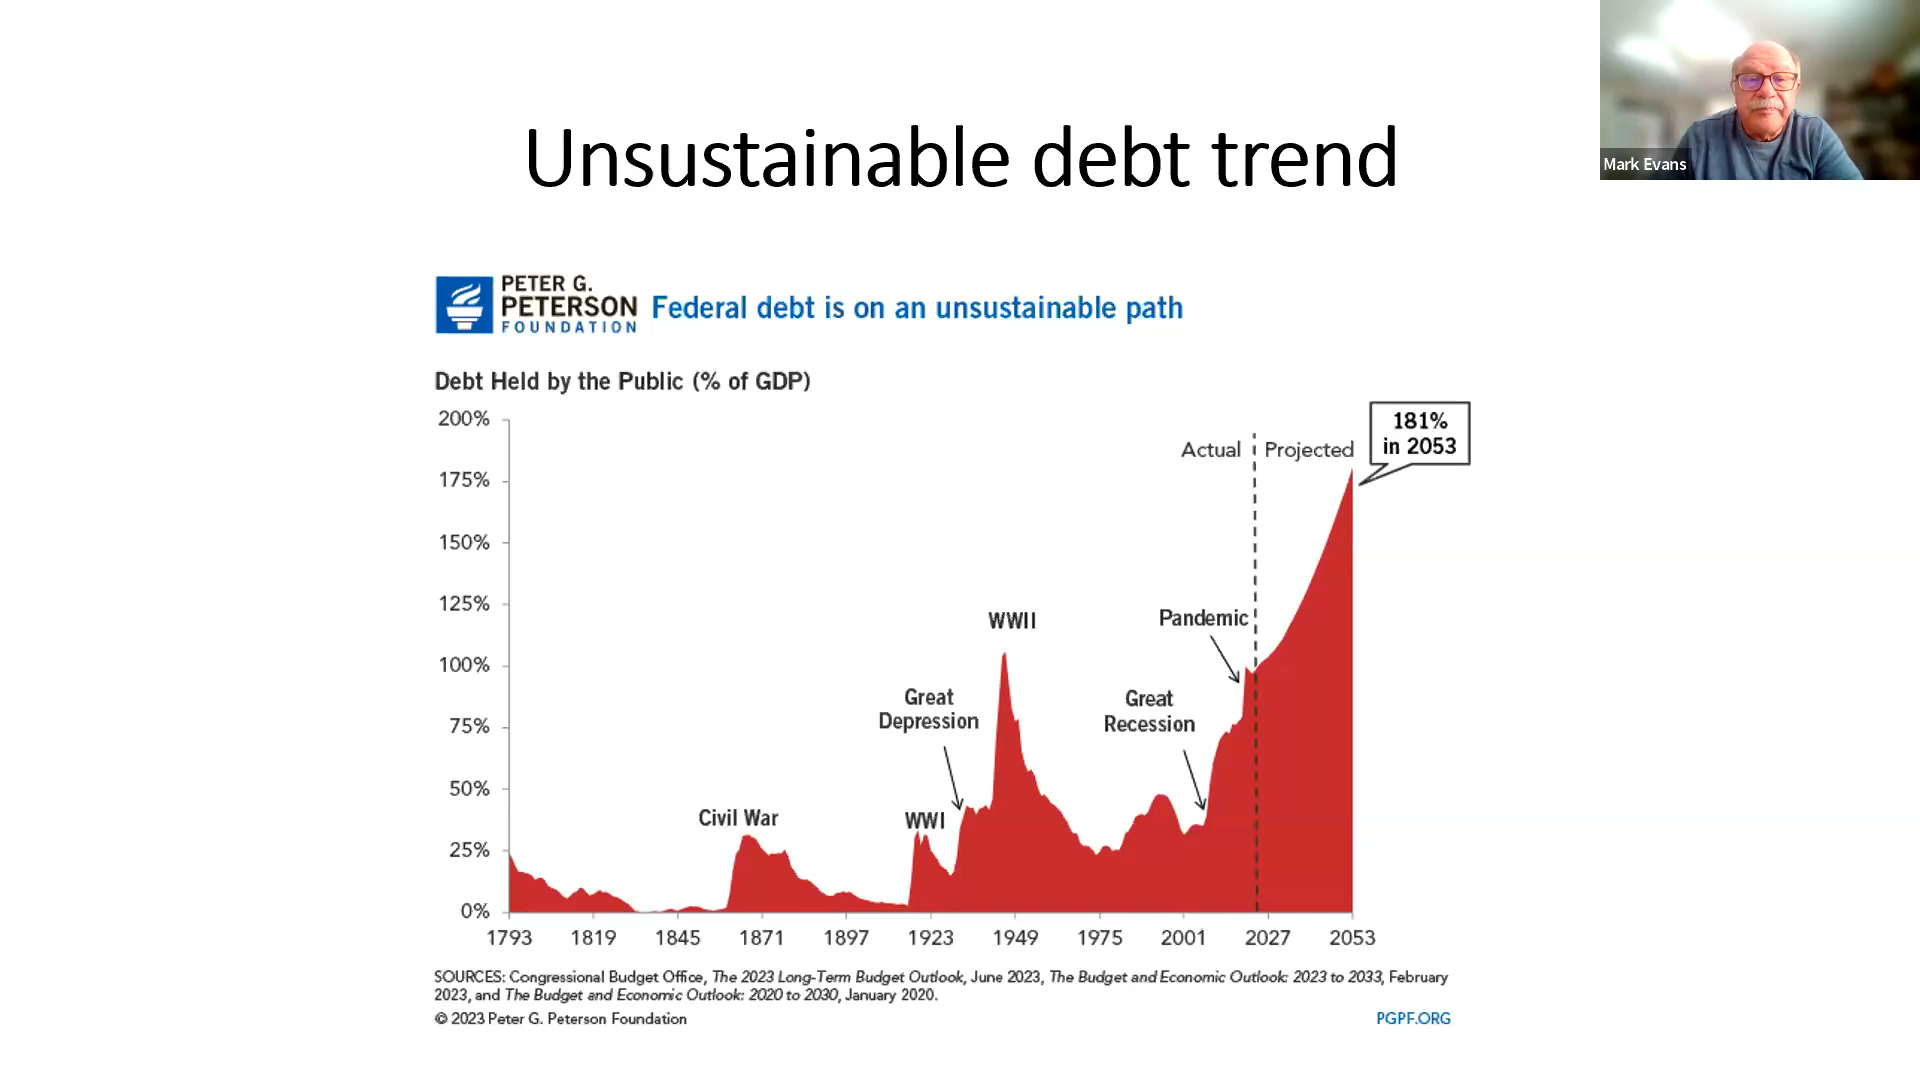 Unsustainable debt trend
Mark Evans
PETER G.
PETERSON
FOUNDATION
Federal debt is on an unsustainable path
Debt Held by the Public (% of GDP)
200%
175%
150%
125%
100%
75%
50%
25%
0%
Actual
Projected
181%
in 2053
Civil War
WWI
Great
Depression
WWII
Great
Recession
Pandemic
1793 1819 1845 1871 1897 1923 1949 1975 2001 2027 2053
SOURCES: Congressional Budget Office, The 2023 Long-Term Budget Outlook, June 2023, The Budget and Economic Outlook: 2023 to 2033, February
2023, and The Budget and Economic Outlook: 2020 to 2030, January 2020.
© 2023 Peter G. Peterson Foundation
PGPF.ORG